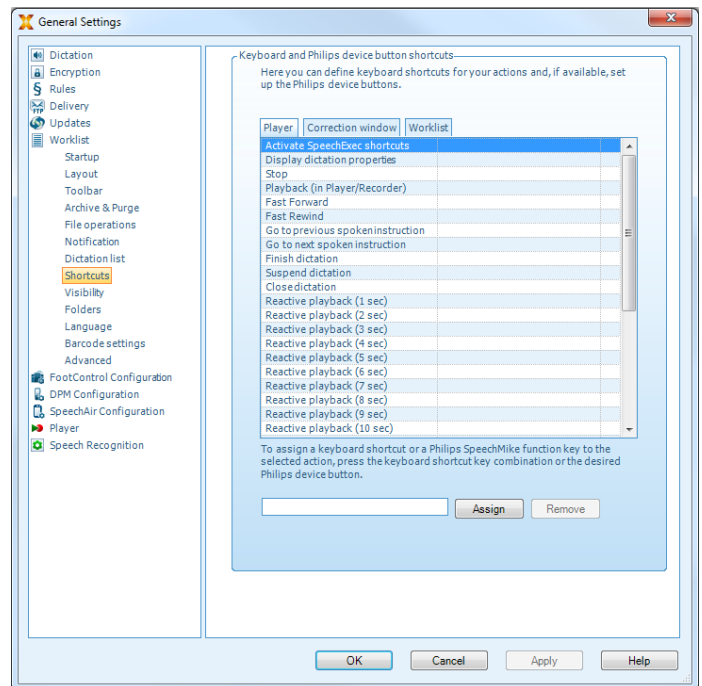 General Settings
Dictation
Encryption
Rules
Delivery
Updates
Worklist
Startup
Layout
Toolbar
Archive & Purge
File operations
Notification
Dictation list
Shortcuts
Visibility
Folders
Language
Barcode settings
Advanced
FootControl Configuration
DPM Configuration
SpeechAir Configuration
Player
Speech Recognition
Keyboard and Philips device button shortcuts
Here you can define keyboard shortcuts for your actions and, if available, set
up the Philips device buttons.
Player Correction window Worklist
Activate SpeechExec shortcuts
Display dictation properties
Stop
Playback (in Player/Recorder)
Fast Forward
Fast Rewind
Go to previous spoken instruction
Go to next spoken instruction
Finish dictation
Suspend dictation
Close dictation
Reactive playback (1 sec)
Reactive playback (2 sec)
Reactive playback (3 sec)
Reactive playback (4 sec)
Reactive playback (5 sec)
Reactive playback (6 sec)
Reactive playback (7 sec)
Reactive playback (8 sec)
Reactive playback (9 sec)
Reactive playback (10 sec)
To assign a keyboard shortcut or a Philips SpeechMike function key to the
selected action, press the keyboard shortcut key combination or the desired
Philips device button.
Assign Remove
OK Cancel Apply Help